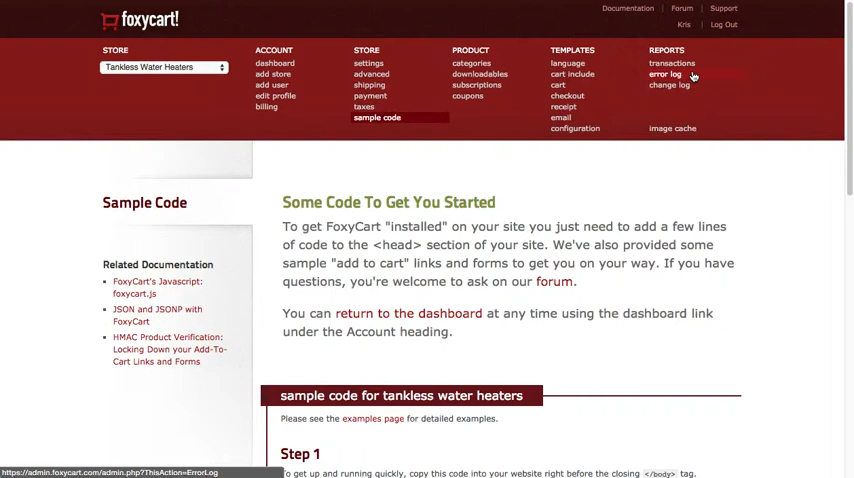 foxycart!
Documentation Forum Support
Kris Log Out
STORE
Tankless Water Heaters
ACCOUNT
dashboard
add store
add user
edit profile
billing
STORE
settings
advanced
shipping
payment
taxes
sample code
PRODUCT
categories
downloadables
subscriptions
coupons
TEMPLATES
language
cart include
cart
checkout
receipt
email
configuration
REPORTS
transactions
error log
change log
image cache
Sample Code
Related Documentation
FoxyCart's Javascript:
foxycart.js
JSON and JSONP with
FoxyCart
HMAC Product Verification:
Locking Down your Add-To-
Cart Links and Forms
Some Code To Get You Started
To get FoxyCart "installed" on your site you just need to add a few lines
of code to the <head> section of your site. We've also provided some
sample "add to cart" links and forms to get you on your way. If you have
questions, you're welcome to ask on our forum.
You can return to the dashboard at any time using the dashboard link
under the Account heading.
sample code for tankless water heaters
Please see the examples page for detailed examples.
Step 1
To get up and running quickly, copy this code into your website right before the closing </body> tag.
https://admin.foxycart.com/admin.php?ThisAction=ErrorLog